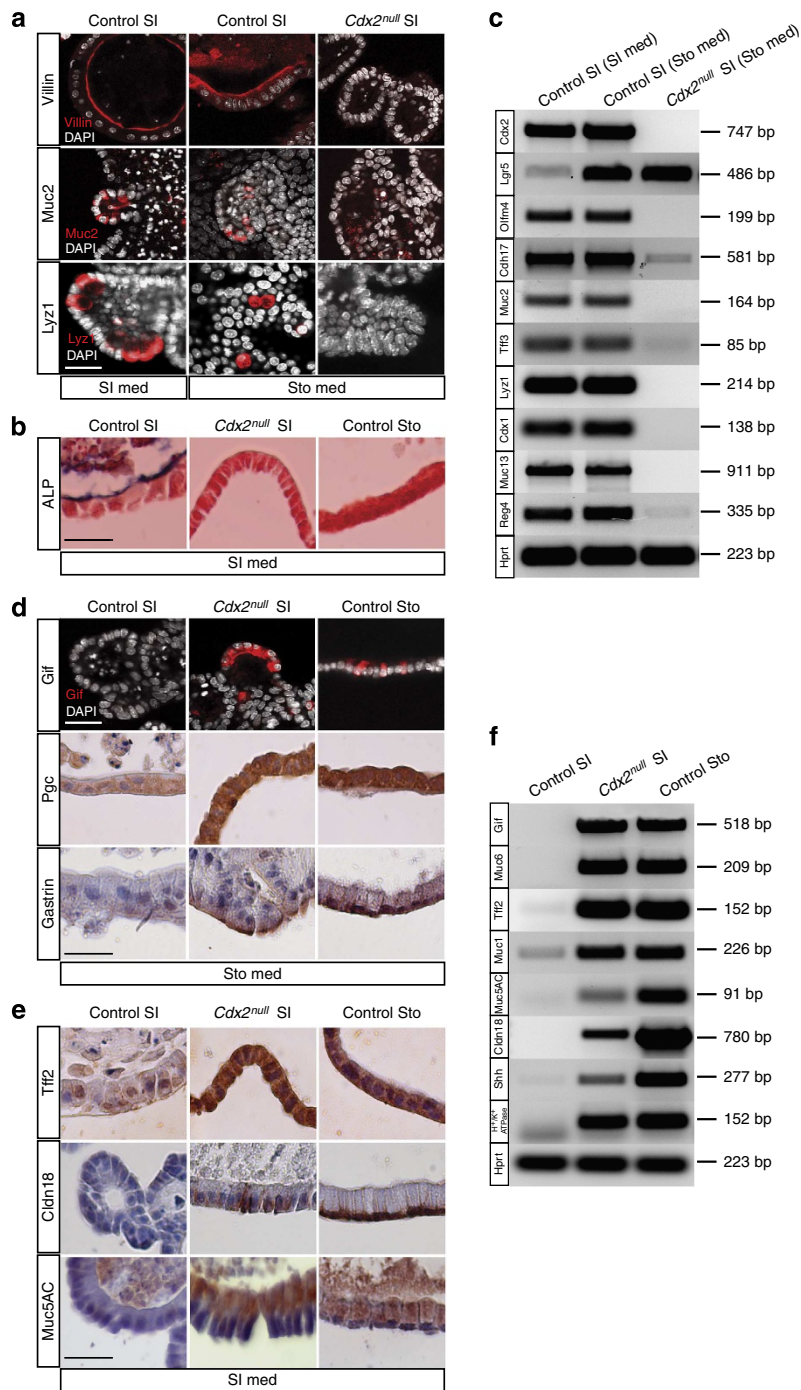 a
Control SI
Control SI
Cdx2null SI
Villin
Villin
DAPI
Muc2
Muc2
DAPI
Lyz1
Lyz1
DAPI
SI med
Sto med
b
Control SI
Cdx2null SI
Control Sto
ALP
SI med
c
Control SI (SI med)
Control SI (Sto med)
Cdx2null SI (Sto med)
Cdx2
747 bp
Lgr5
486 bp
Olfm4
199 bp
Cdh17
581 bp
Muc2
164 bp
Tff3
85 bp
Lyz1
214 bp
Cdx1
138 bp
Muc13
911 bp
Reg4
335 bp
Hprt
223 bp
d
Control SI
Cdx2null SI
Control Sto
Gif
Gif
DAPI
Pgc
Gastrin
Sto med
e
Control SI
Cdx2null SI
Control Sto
Tff2
Cldn18
Muc5AC
SI med
f
Control SI
Cdx2null SI
Control Sto
Gif
518 bp
Muc6
209 bp
Tff2
152 bp
Muc1
226 bp
Muc5AC
91 bp
Cldn18
780 bp
Shh
277 bp
H+/K+
ATPase
152 bp
Hprt
223 bp